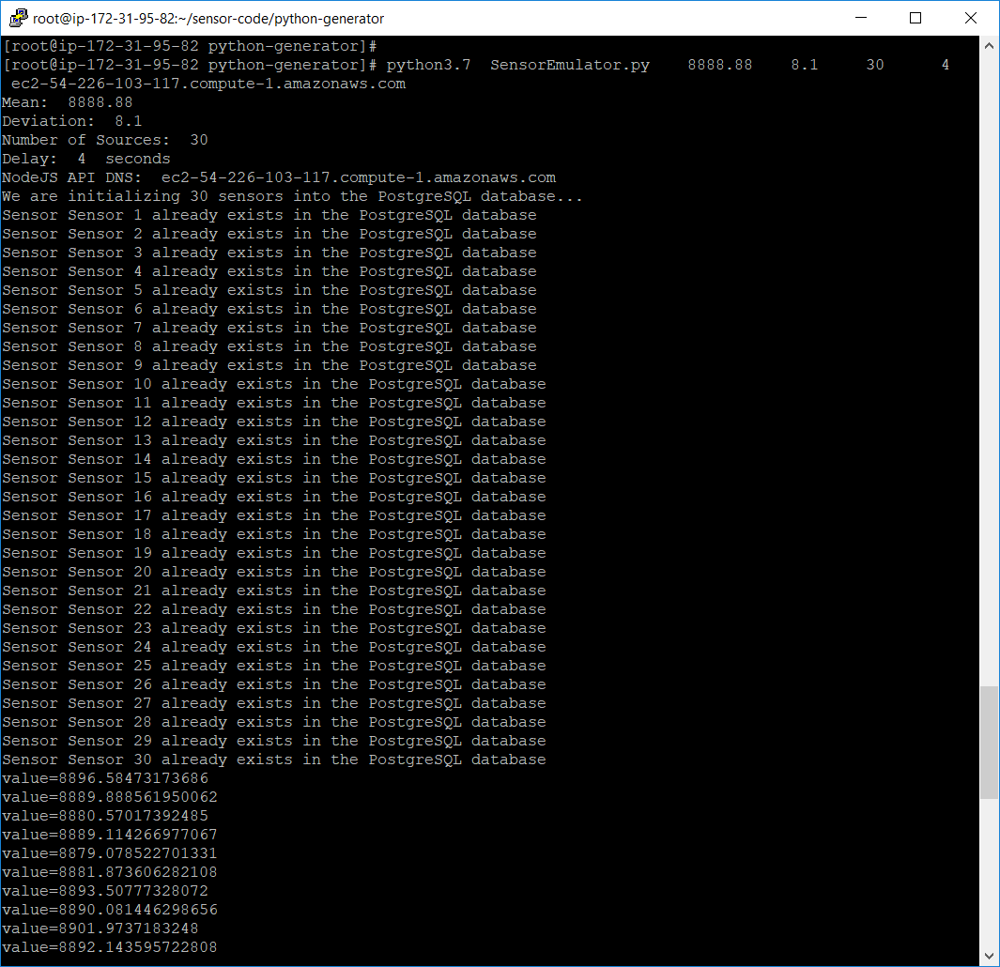 root@ip-172-31-95-82:~/sensor-code/python-generator
[root@ip-172-31-95-82 python-generator]#
[root@ip-172-31-95-82 python-generator]# python3.7  SensorEmulator.py    8888.88    8.1     30      4
 ec2-54-226-103-117.compute-1.amazonaws.com
Mean:  8888.88
Deviation:  8.1
Number of Sources:  30
Delay:  4  seconds
NodeJS API DNS:  ec2-54-226-103-117.compute-1.amazonaws.com
We are initializing 30 sensors into the PostgreSQL database...
Sensor Sensor 1 already exists in the PostgreSQL database
Sensor Sensor 2 already exists in the PostgreSQL database
Sensor Sensor 3 already exists in the PostgreSQL database
Sensor Sensor 4 already exists in the PostgreSQL database
Sensor Sensor 5 already exists in the PostgreSQL database
Sensor Sensor 6 already exists in the PostgreSQL database
Sensor Sensor 7 already exists in the PostgreSQL database
Sensor Sensor 8 already exists in the PostgreSQL database
Sensor Sensor 9 already exists in the PostgreSQL database
Sensor Sensor 10 already exists in the PostgreSQL database
Sensor Sensor 11 already exists in the PostgreSQL database
Sensor Sensor 12 already exists in the PostgreSQL database
Sensor Sensor 13 already exists in the PostgreSQL database
Sensor Sensor 14 already exists in the PostgreSQL database
Sensor Sensor 15 already exists in the PostgreSQL database
Sensor Sensor 16 already exists in the PostgreSQL database
Sensor Sensor 17 already exists in the PostgreSQL database
Sensor Sensor 18 already exists in the PostgreSQL database
Sensor Sensor 19 already exists in the PostgreSQL database
Sensor Sensor 20 already exists in the PostgreSQL database
Sensor Sensor 21 already exists in the PostgreSQL database
Sensor Sensor 22 already exists in the PostgreSQL database
Sensor Sensor 23 already exists in the PostgreSQL database
Sensor Sensor 24 already exists in the PostgreSQL database
Sensor Sensor 25 already exists in the PostgreSQL database
Sensor Sensor 26 already exists in the PostgreSQL database
Sensor Sensor 27 already exists in the PostgreSQL database
Sensor Sensor 28 already exists in the PostgreSQL database
Sensor Sensor 29 already exists in the PostgreSQL database
Sensor Sensor 30 already exists in the PostgreSQL database
value=8896.58473173686
value=8889.888561950062
value=8880.57017392485
value=8889.114266977067
value=8879.078522701331
value=8881.873606282108
value=8893.50777328072
value=8890.081446298656
value=8901.9737183248
value=8892.143595722808